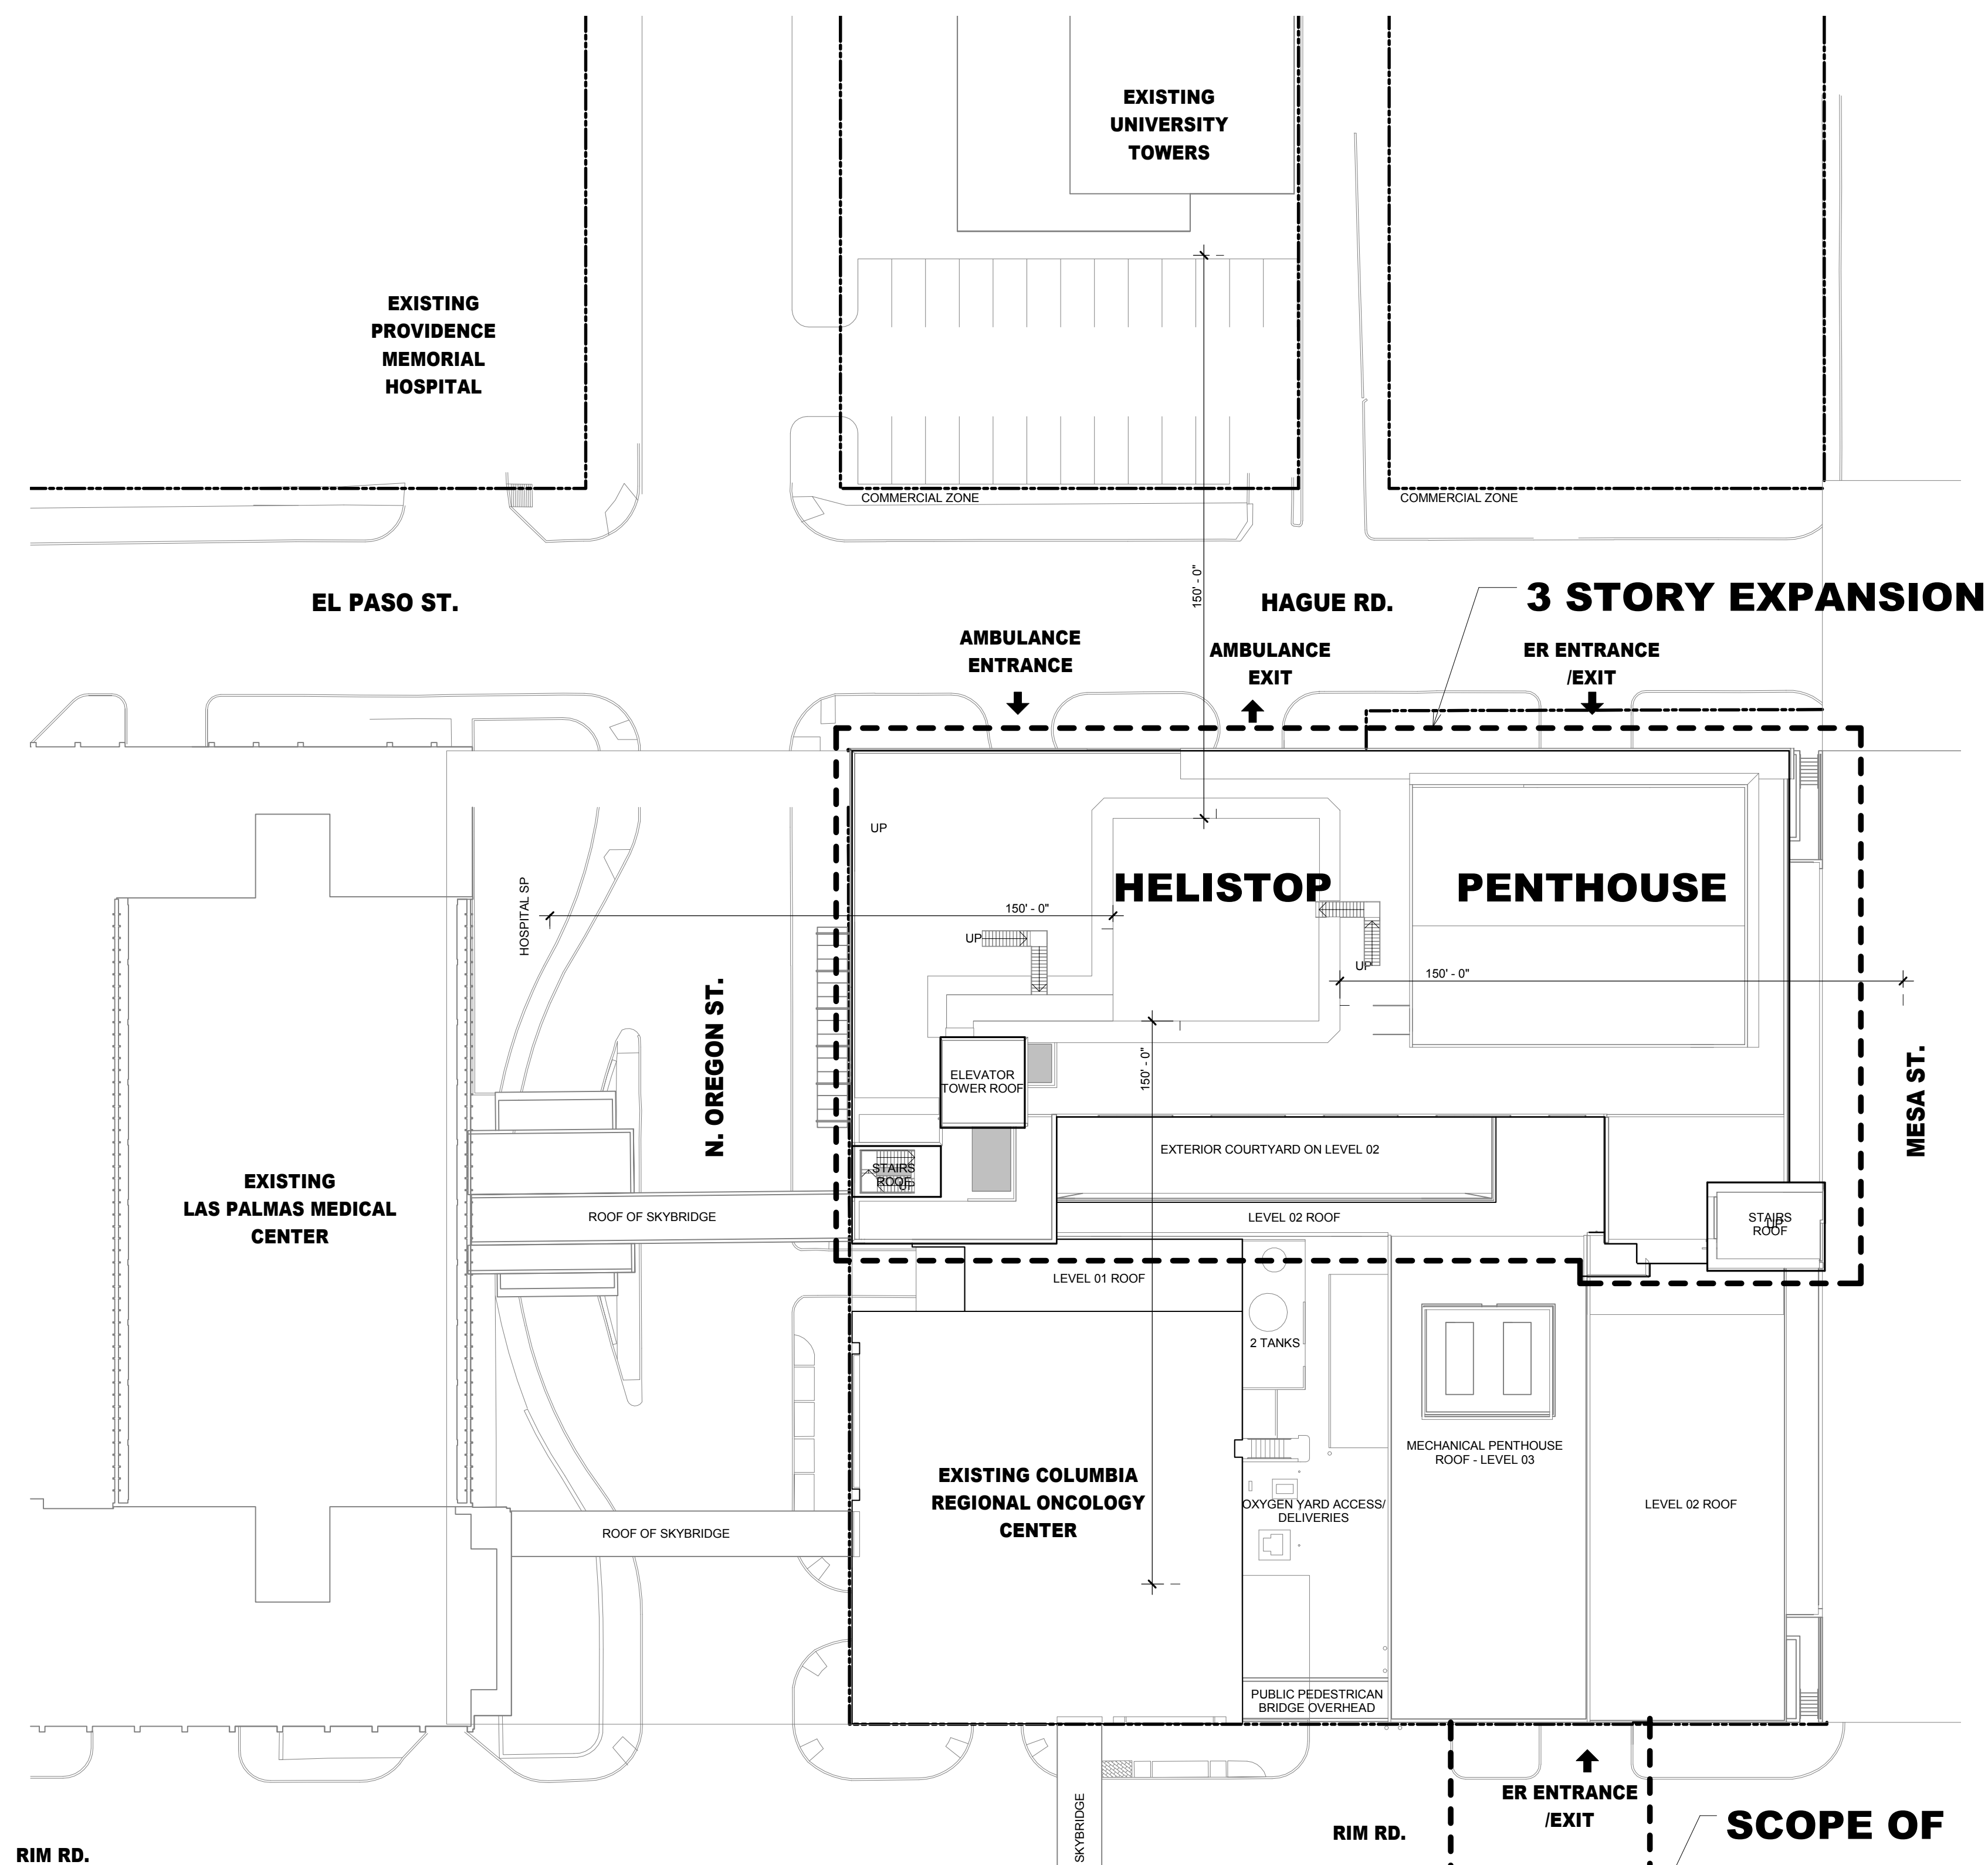 EXISTING
UNIVERSITY
TOWERS
EXISTING
PROVIDENCE
MEMORIAL
HOSPITAL
COMMERCIAL ZONE
COMMERCIAL ZONE
150' - 0"
EL PASO ST.
HAGUE RD.
3 STORY EXPANSION
AMBULANCE
ENTRANCE
AMBULANCE
EXIT
ER ENTRANCE
/EXIT
UP
HELISTOP
PENTHOUSE
HOSPITAL SP
150' - 0"
UP
UP
150' - 0"
N. OREGON ST.
150' - 0"
MESA ST.
ELEVATOR
TOWER ROOF
EXTERIOR COURTYARD ON LEVEL 02
STAIRS
ROOF
UP
EXISTING
LAS PALMAS MEDICAL
CENTER
ROOF OF SKYBRIDGE
LEVEL 02 ROOF
STAIRS
ROOF
UP
LEVEL 01 ROOF
2 TANKS
MECHANICAL PENTHOUSE
ROOF - LEVEL 03
EXISTING COLUMBIA
REGIONAL ONCOLOGY
CENTER
OXYGEN YARD ACCESS/
DELIVERIES
LEVEL 02 ROOF
ROOF OF SKYBRIDGE
PUBLIC PEDESTRICAN
BRIDGE OVERHEAD
ER ENTRANCE
/EXIT
SKYBRIDGE
RIM RD.
SCOPE OF
RIM RD.